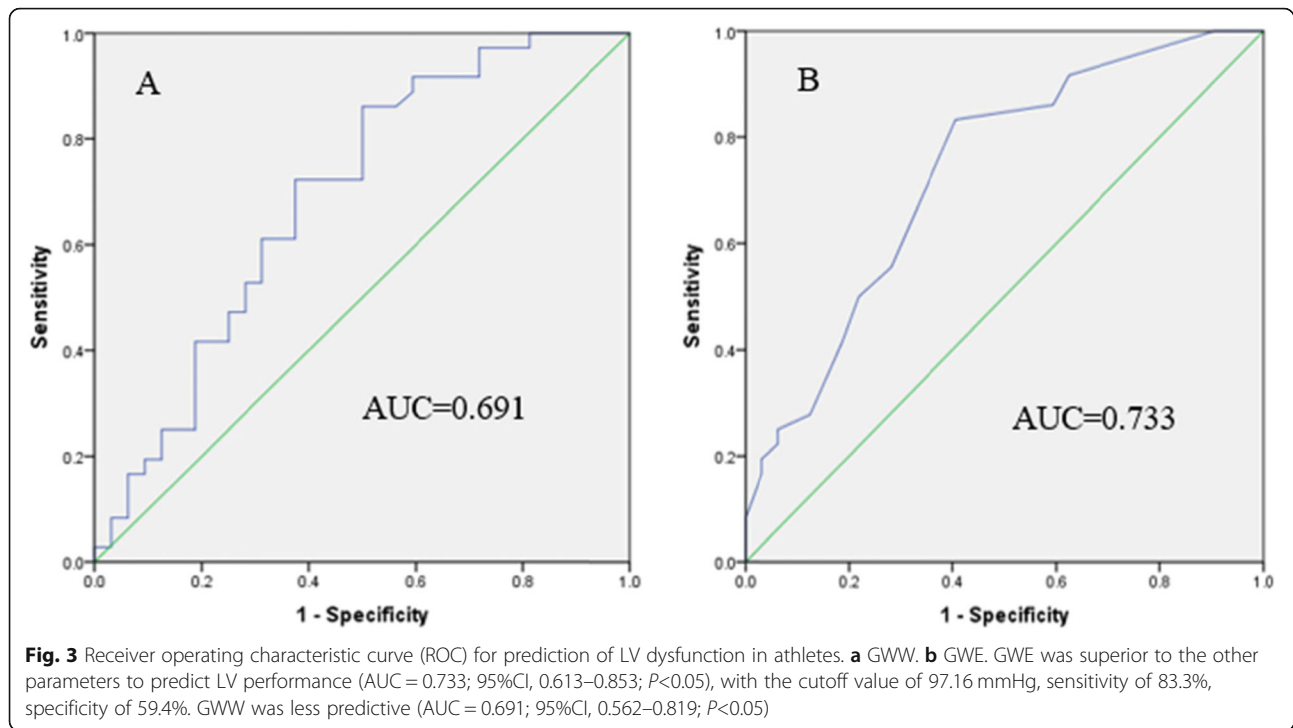 A
Sensitivity
1.0
0.8
0.6
0.4
0.2
0.0
AUC=0.691
0.0 0.2 0.4 0.6 0.8 1.0
1 - Specificity
B
Sensitivity
1.0
0.8
0.6
0.4
0.2
0.0
AUC=0.733
0.0 0.2 0.4 0.6 0.8 1.0
1 - Specificity
Fig. 3 Receiver operating characteristic curve (ROC) for prediction of LV dysfunction in athletes. a GWW. b GWE. GWE was superior to the other
parameters to predict LV performance (AUC = 0.733; 95%CI, 0.613–0.853; P<0.05), with the cutoff value of 97.16 mmHg, sensitivity of 83.3%,
specificity of 59.4%. GWW was less predictive (AUC = 0.691; 95%CI, 0.562–0.819; P<0.05)